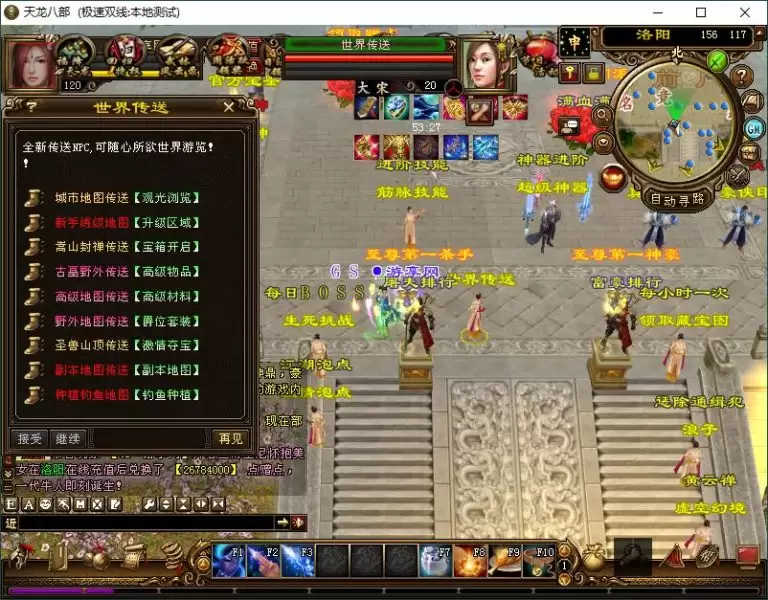 天龙八部 (极速双线:本地测试)
世界传送
洛阳 156 117
北
120
大宋 20
53:27
自动寻路
世界传送
全新传送NPC,可随心所欲世界游览!
!
城市地图传送【观光浏览】
新手练级地图【升级区域】
嵩山封禅传送【宝箱开启】
古墓野外传送【高级物品】
高级地图传送【高级材料】
野外地图传送【爵位套装】
圣兽山顶传送【激情夺宝】
副本地图传送【副本地图】
种植钓鱼地图【钓鱼种植】
接受 继续 再见
进阶技能
神器进阶
筋脉技能
超级神器
至尊第一杀手
至尊第一神豪
GS 游享网
富豪排行
每日BOSS
每小时一次
生死挑战
领取藏宝图
江湖泡点
惩除通缉犯
浪子
黄云禅
虚空幻境
现在部
女在洛阳在线充值后兑换了 【26784000】 点赠点,
一代牛人即刻诞生!
近
F1 F2 F3 F7 F8 F9 F10
1